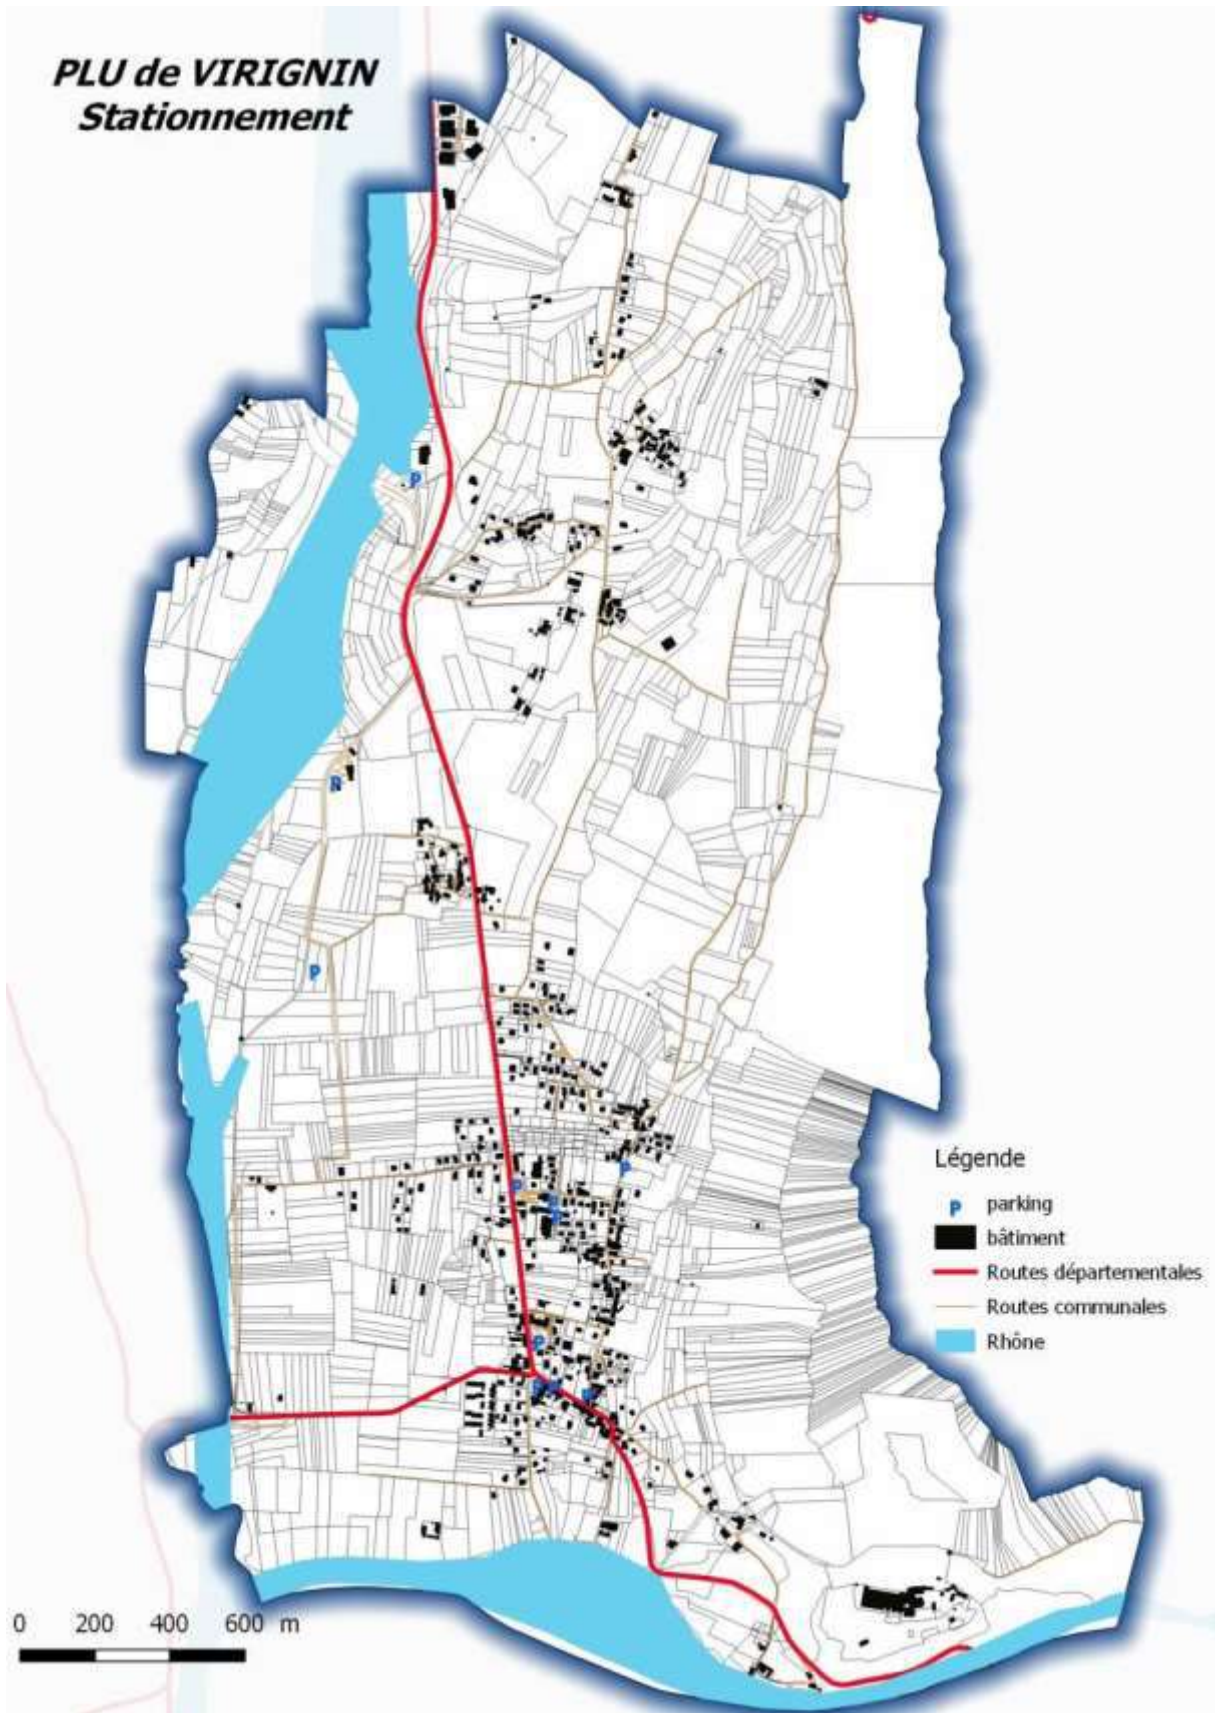 PLU de VIRIGNIN
Stationnement
P
P
P
P
P
P
P
P
Légende
P parking
bâtiment
Routes départementales
Routes communales
Rhône
0 200 400 600 m